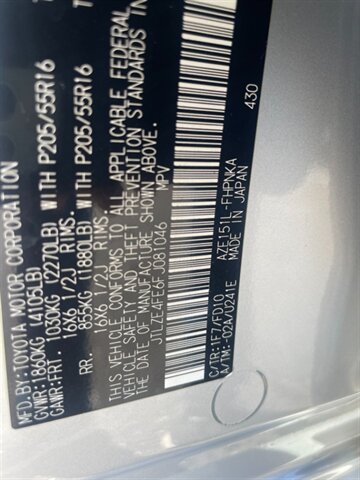 MFD.BY:TOYOTA MOTOR CORPORATION
GVWR:1860KG (4105LB)
GAWR:FRT. 1030KG (2270LB) WITH P205/55R16
16X6 1/2J RIMS.
RR. 855KG (1880LB) WITH P205/55R16
16X6 1/2J RIMS.
THIS VEHICLE CONFORMS TO ALL APPLICABLE FEDERAL
VEHICLE SAFETY AND THEFT PREVENTION STANDARDS IN
EFFECT ON THE DATE OF MANUFACTURE SHOWN ABOVE.
JTLZE4FE6FJ081046 MPV
C/TR:1F7/FD10 AZE151L-FHPNKA 430
A/TM:-02A/U241E MADE IN JAPAN